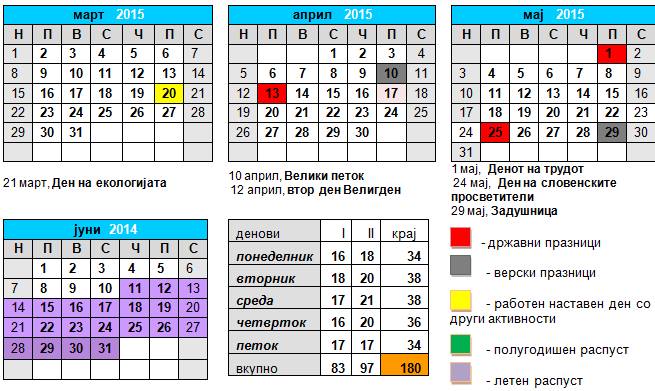 март 2015
Н П В С Ч П С
1 2 3 4 5 6 7
8 9 10 11 12 13 14
15 16 17 18 19 20 21
22 23 24 25 26 27 28
29 30 31
21 март, Ден на екологијата
април 2015
Н П В С Ч П С
1 2 3 4
5 6 7 8 9 10 11
12 13 14 15 16 17 18
19 20 21 22 23 24 25
26 27 28 29 30
10 април, Велики петок
12 април, втор ден Велигден
мај 2015
Н П В С Ч П С
1 2
3 4 5 6 7 8 9
10 11 12 13 14 15 16
17 18 19 20 21 22 23
24 25 26 27 28 29 30
31
1 мај, Денот на трудот
24 мај, Ден на словенските
просветители
29 мај, Задушница
јуни 2014
Н П В С Ч П С
1 2 3 4 5 6
7 8 9 10 11 12 13
14 15 16 17 18 19 20
21 22 23 24 25 26 27
28 29 30 31
денови I II крај
понеделник 16 18 34
вторник 18 20 38
среда 17 21 38
четврток 16 20 36
петок 17 17 34
вкупно 83 97 180
- државни празници
- верски празници
- работен наставен ден со
други активности
- полугодишен распуст
- летен распуст